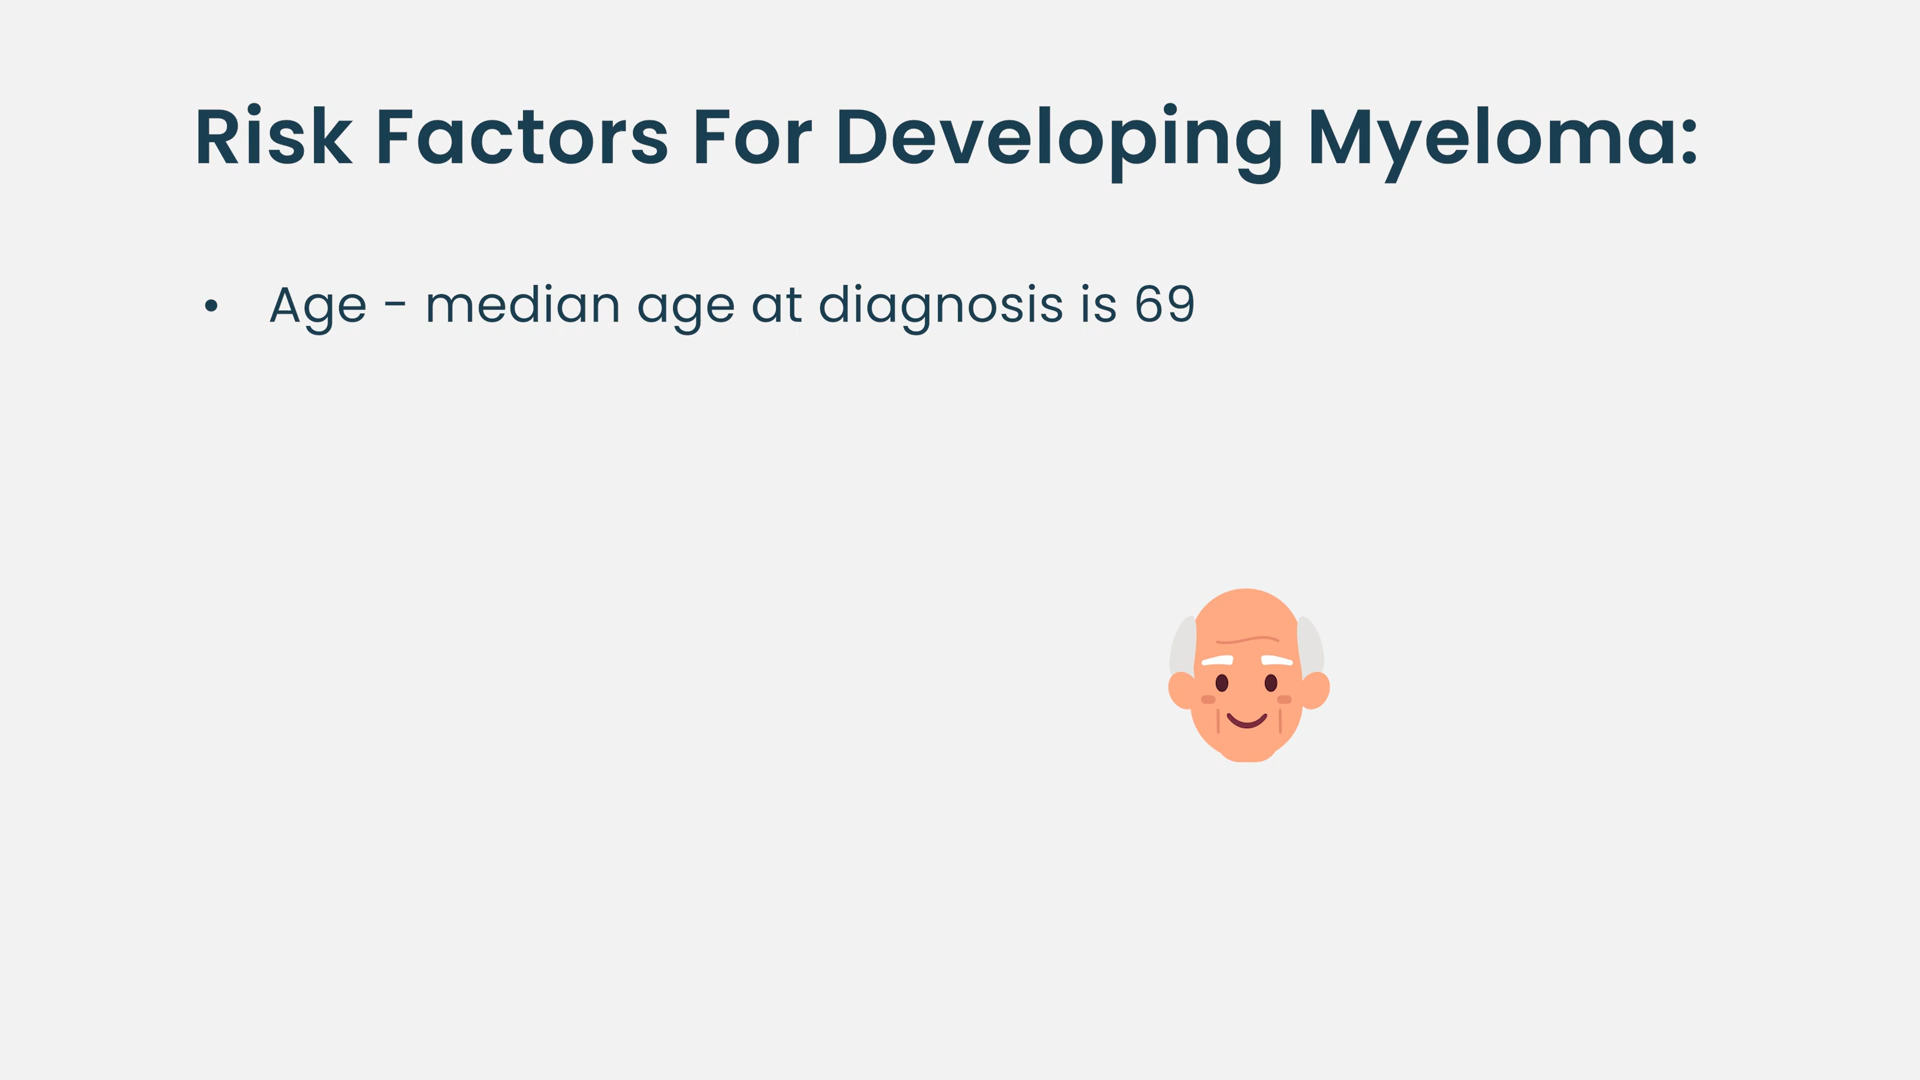 Risk Factors For Developing Myeloma:
• Age - median age at diagnosis is 69